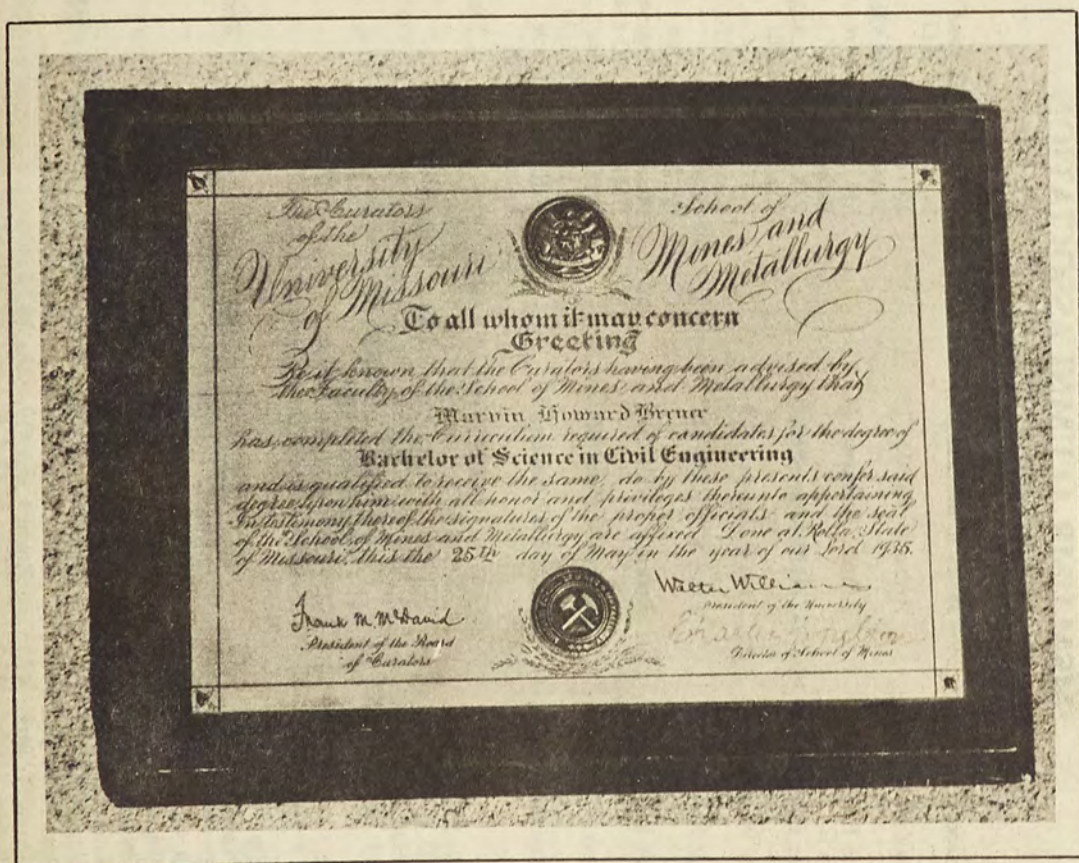 The Curators
of the
University
of Missouri
School of
Mines and
Metallurgy
To all whom it may concern
Greeting
Be it known that the Curators having been advised by
the Faculty of the School of Mines and Metallurgy that
Marvin Howard
has completed the Curriculum required of candidates for the degree of
Bachelor of Science in Civil Engineering
and is qualified to receive the same, do by these presents confer said
degree upon him with all honor and privileges thereunto appertaining
In testimony thereof the signatures of the proper officials and the seal
of the School of Mines and Metallurgy are affixed Done at Rolla, State
of Missouri, this the 25th day of May in the year of our Lord 1935.
Frank M. McDavid
President of the Board
of Curators
Walter Williams
President of the University
Charles
Director of School of Mines